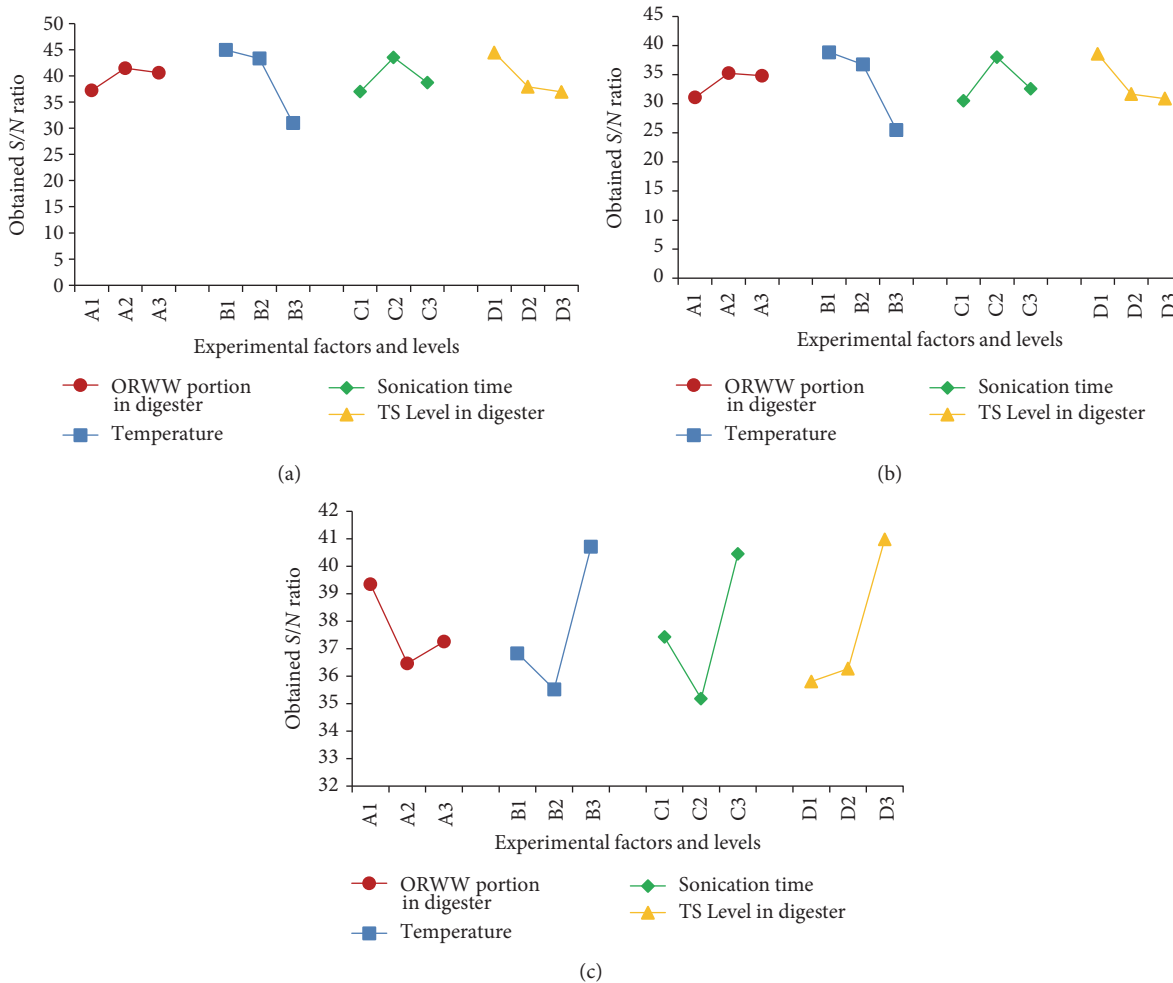 Obtained S/N ratio
50
45
40
35
30
25
20
15
10
5
0
A1
A2
A3
B1
B2
B3
C1
C2
C3
D1
D2
D3
Experimental factors and levels
ORWW portion
in digester
Temperature
Sonication time
TS Level in digester
(a)
Obtained S/N ratio
45
40
35
30
25
20
15
10
5
0
A1
A2
A3
B1
B2
B3
C1
C2
C3
D1
D2
D3
Experimental factors and levels
ORWW portion
in digester
Temperature
Sonication time
TS Level in digester
(b)
Obtained S/N ratio
42
41
40
39
38
37
36
35
34
33
32
A1
A2
A3
B1
B2
B3
C1
C2
C3
D1
D2
D3
Experimental factors and levels
ORWW portion
in digester
Temperature
Sonication time
TS Level in digester
(c)